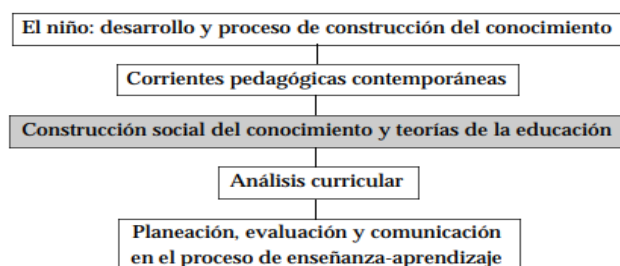 El niño: desarrollo y proceso de construcción del conocimiento
Corrientes pedagógicas contemporáneas
Construcción social del conocimiento y teorías de la educación
Análisis curricular
Planeación, evaluación y comunicación
en el proceso de enseñanza-aprendizaje